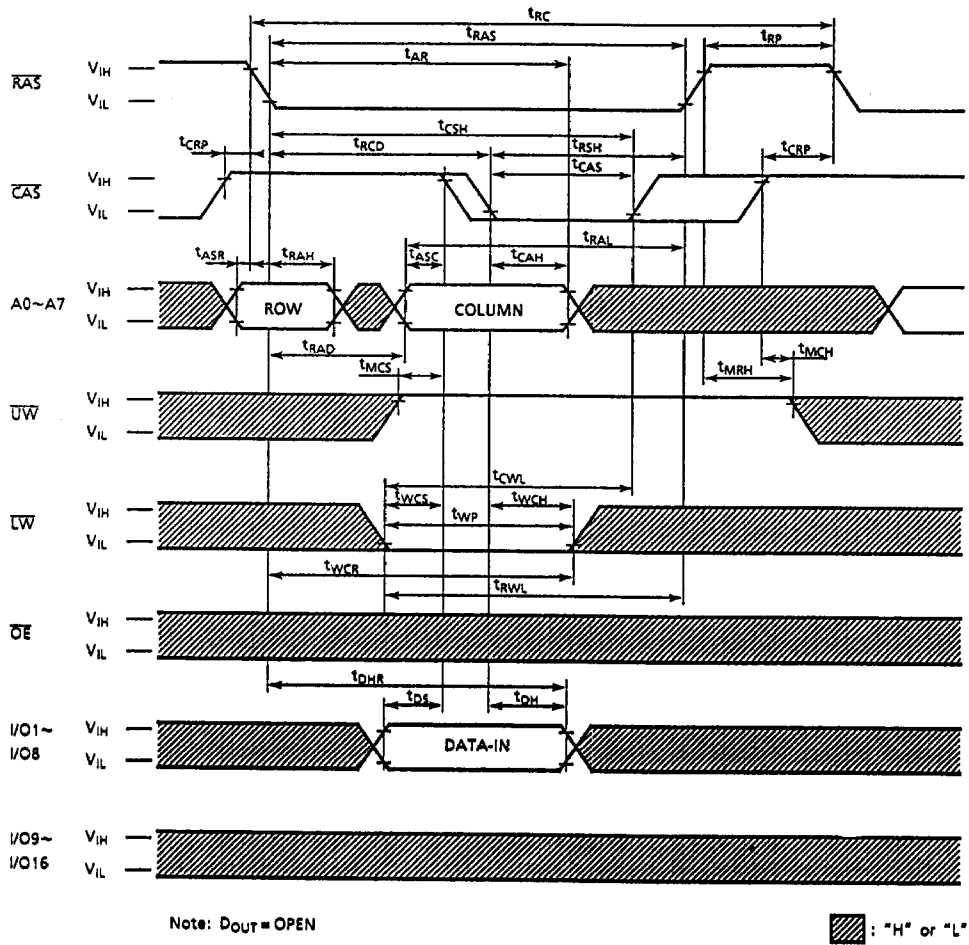 tRC
tRAS
tRP
tAR
RAS
VIH
VIL
tCSH
tCRP
tRCD
tRSH
tCRP
tCAS
CAS
VIH
VIL
tRAL
tASR
tRAH
tASC
tCAH
A0~A7
VIH
VIL
ROW
COLUMN
tRAD
tMCS
tMCH
tMRH
UW
VIH
VIL
tCWL
tWCS
tWCH
tWP
LW
VIH
VIL
tWCR
tRWL
OE
VIH
VIL
tDHR
tDS
tDH
I/O1~
I/O8
VIH
VIL
DATA-IN
I/O9~
I/O16
VIH
VIL
Note: DOUT = OPEN
: "H" or "L"